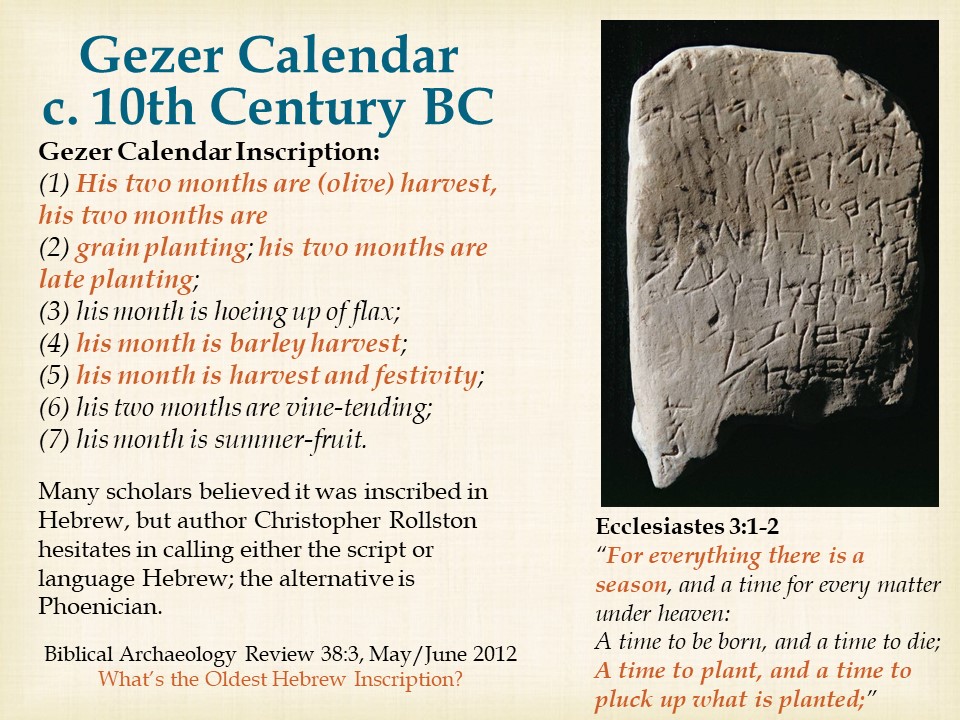 Gezer Calendar
c. 10th Century BC
Gezer Calendar Inscription:
(1) His two months are (olive) harvest,
his two months are
(2) grain planting; his two months are
late planting;
(3) his month is hoeing up of flax;
(4) his month is barley harvest;
(5) his month is harvest and festivity;
(6) his two months are vine-tending;
(7) his month is summer-fruit.
Many scholars believed it was inscribed in
Hebrew, but author Christopher Rollston
hesitates in calling either the script or
language Hebrew; the alternative is
Phoenician.
Biblical Archaeology Review 38:3, May/June 2012
What's the Oldest Hebrew Inscription?
Ecclesiastes 3:1-2
“For everything there is a
season, and a time for every matter
under heaven:
A time to be born, and a time to die;
A time to plant, and a time to
pluck up what is planted;”